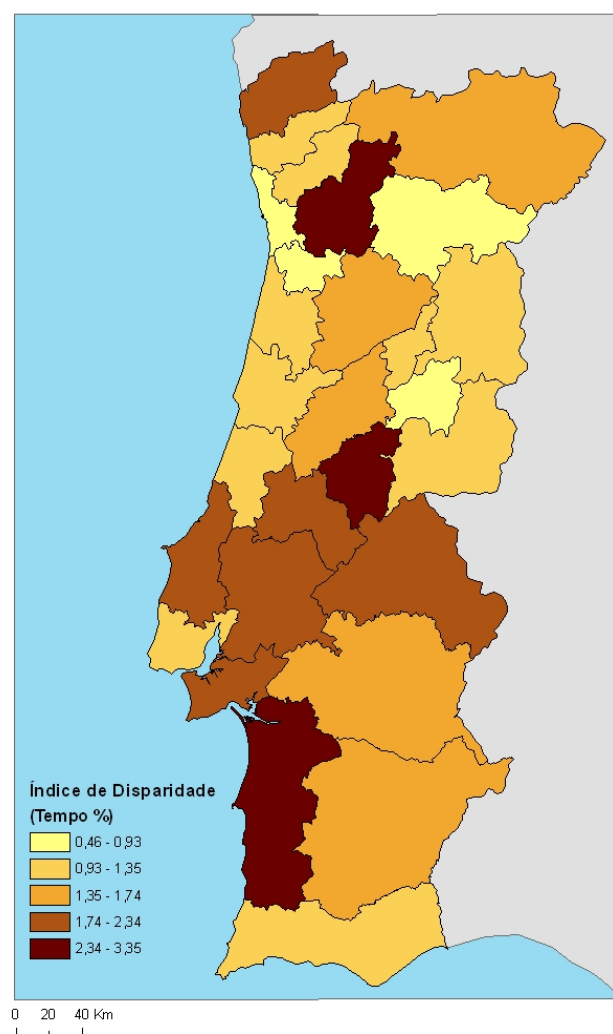 Índice de Disparidade
(Tempo %)
0,46 - 0,93
0,93 - 1,35
1,35 - 1,74
1,74 - 2,34
2,34 - 3,35
0 20 40 Km